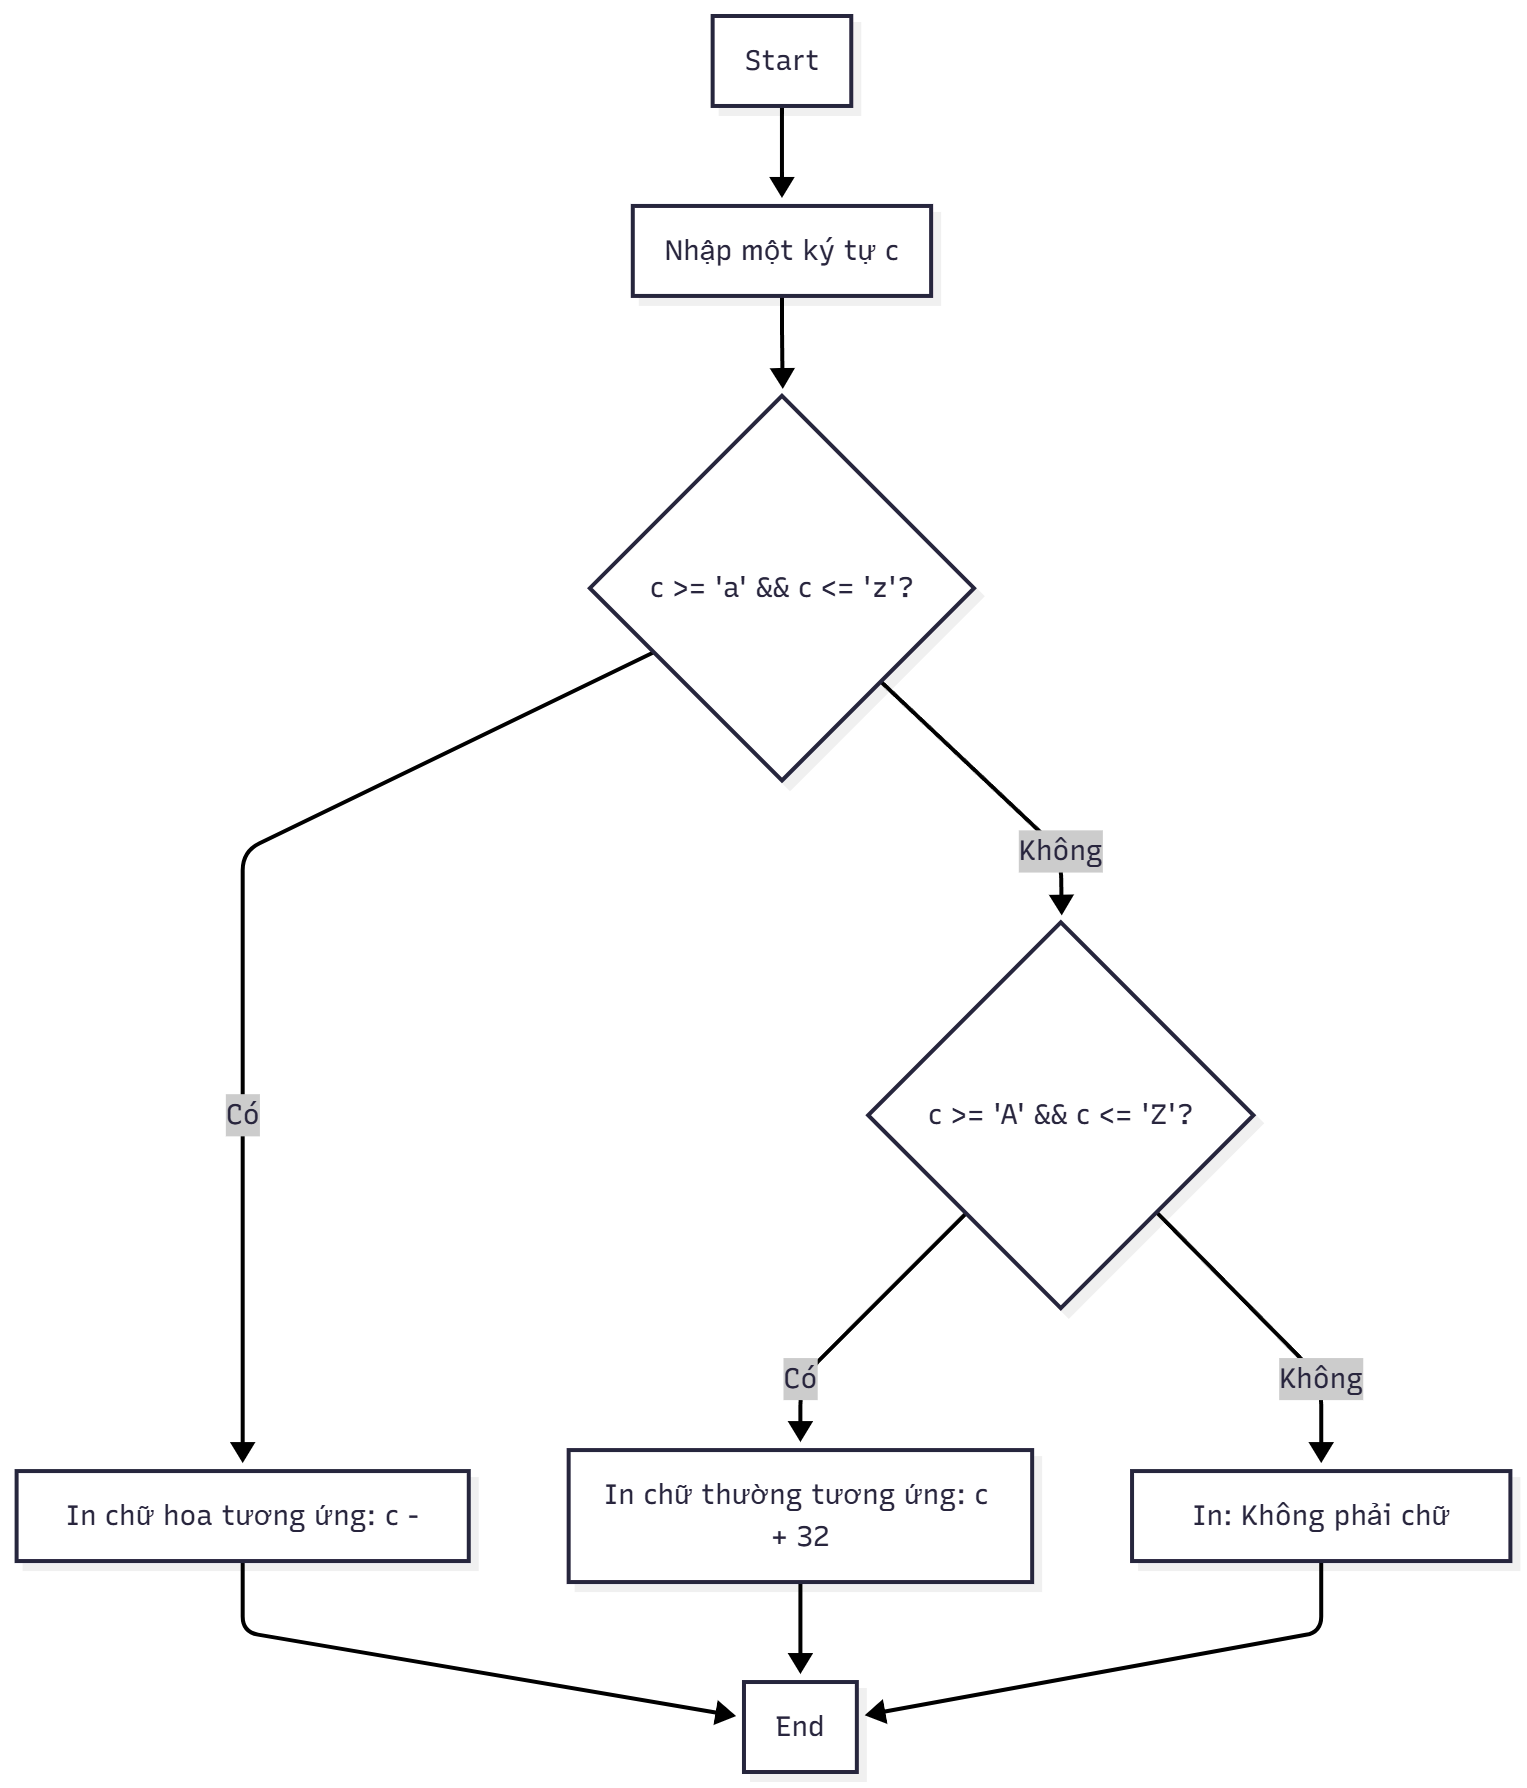 Start
Nhập một ký tự c
c >= 'a' && c <= 'z'?
Không
Có
c >= 'A' && c <= 'Z'?
Có
Không
In chữ hoa tương ứng: c -
In chữ thường tương ứng: c
+ 32
In: Không phải chữ
End